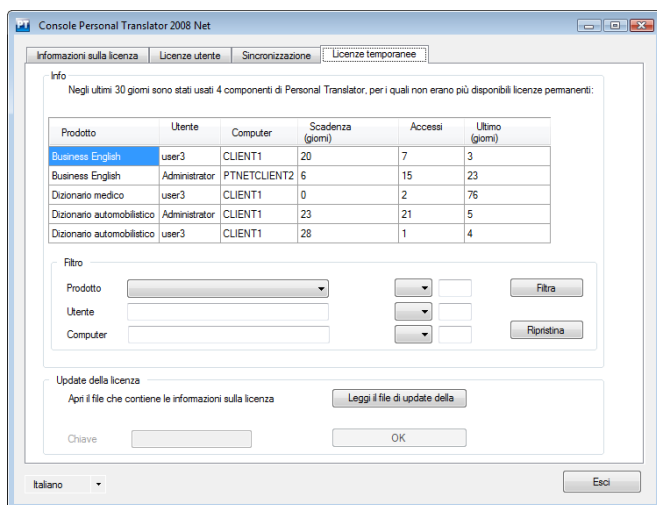 PT Console Personal Translator 2008 Net
Informazioni sulla licenza Licenze utente Sincronizzazione Licenze temporanee
Info
Negli ultimi 30 giorni sono stati usati 4 componenti di Personal Translator, per i quali non erano più disponibili licenze permanenti:
Prodotto Utente Computer Scadenza (giorni) Accessi Ultimo (giorni)
Business English user3 CLIENT1 20 7 3
Business English Administrator PTNETCLIENT2 6 15 23
Dizionario medico user3 CLIENT1 0 2 76
Dizionario automobilistico Administrator CLIENT1 23 21 5
Dizionario automobilistico user3 CLIENT1 28 1 4
Filtro
Prodotto Filtra
Utente
Computer Ripristina
Update della licenza
Apri il file che contiene le informazioni sulla licenza Leggi il file di update della
Chiave OK
Italiano Esci